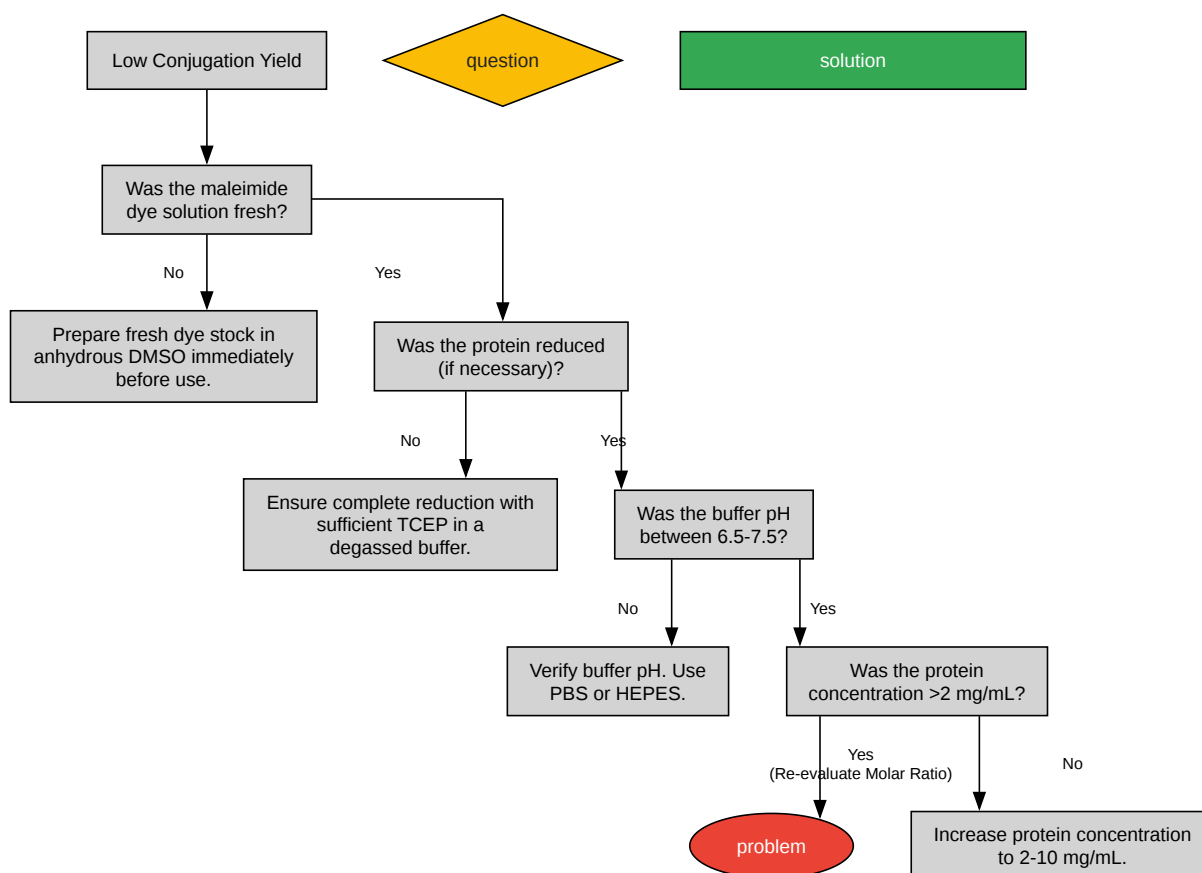 Low Conjugation Yield
question
solution
Was the maleimide
dye solution fresh?
No
Yes
Prepare fresh dye stock in
anhydrous DMSO immediately
before use.
Was the protein reduced
(if necessary)?
No
Yes
Ensure complete reduction with
sufficient TCEP in a
degassed buffer.
Was the buffer pH
between 6.5-7.5?
No
Yes
Verify buffer pH. Use
PBS or HEPES.
Was the protein
concentration >2 mg/mL?
Yes
(Re-evaluate Molar Ratio)
No
problem
Increase protein concentration
to 2-10 mg/mL.